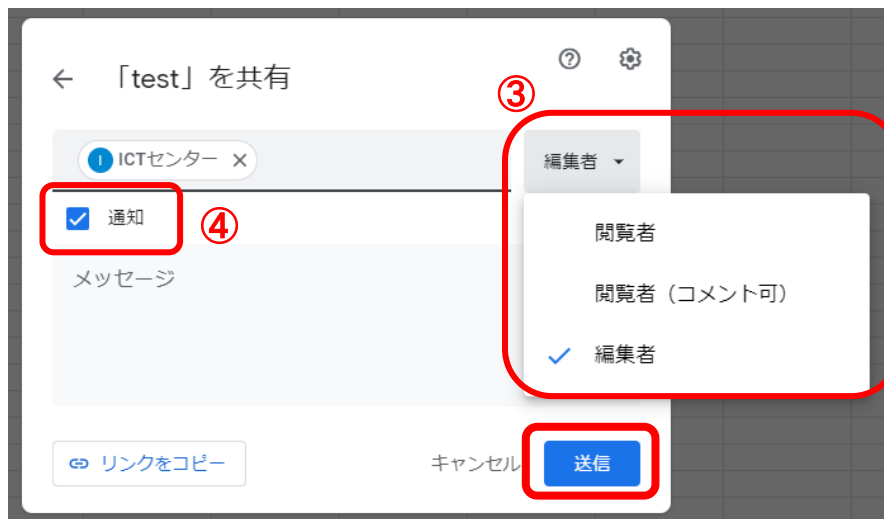 「test」を共有
③
I ICTセンター
編集者
通知
④
閲覧者
メッセージ
閲覧者（コメント可）
編集者
リンクをコピー
キャンセル
送信